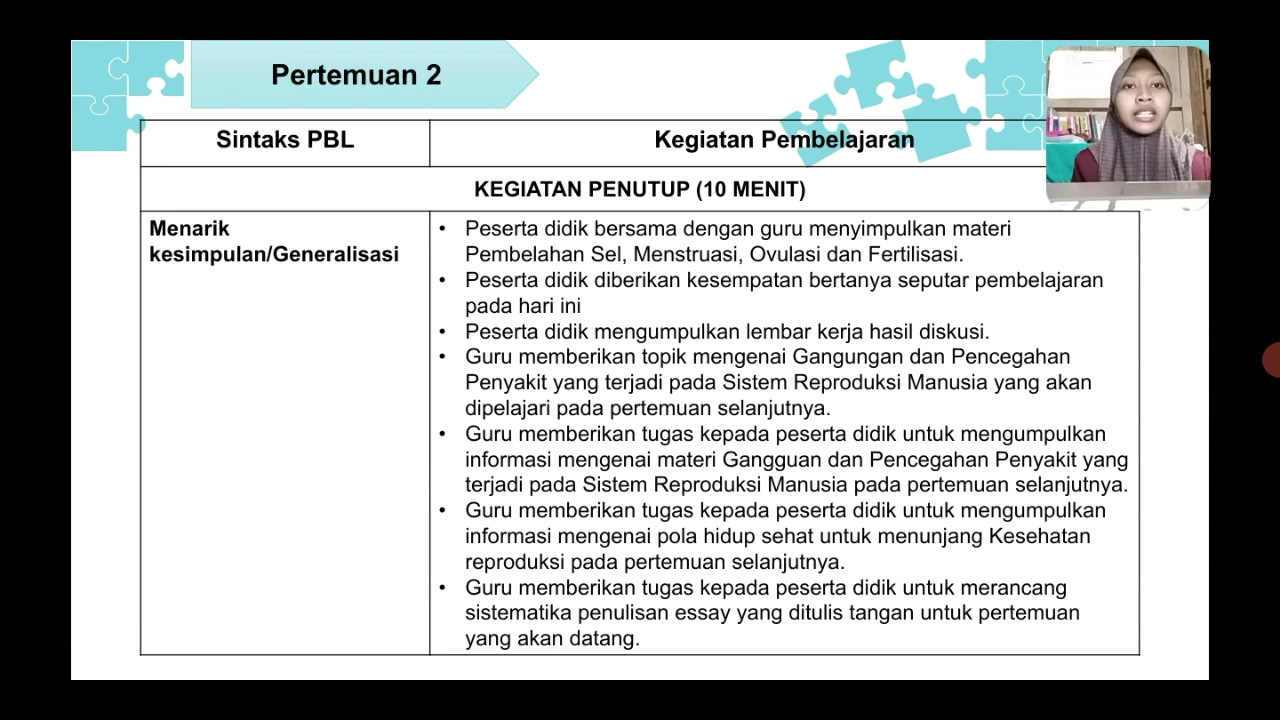 Pertemuan 2
Sintaks PBL
Kegiatan Pembelajaran
KEGIATAN PENUTUP (10 MENIT)
Menarik
kesimpulan/Generalisasi
• Peserta didik bersama dengan guru menyimpulkan materi
Pembelahan Sel, Menstruasi, Ovulasi dan Fertilisasi.
• Peserta didik diberikan kesempatan bertanya seputar pembelajaran
pada hari ini
• Peserta didik mengumpulkan lembar kerja hasil diskusi.
• Guru memberikan topik mengenai Gangungan dan Pencegahan
Penyakit yang terjadi pada Sistem Reproduksi Manusia yang akan
dipelajari pada pertemuan selanjutnya.
• Guru memberikan tugas kepada peserta didik untuk mengumpulkan
informasi mengenai materi Gangguan dan Pencegahan Penyakit yang
terjadi pada Sistem Reproduksi Manusia pada pertemuan selanjutnya.
• Guru memberikan tugas kepada peserta didik untuk mengumpulkan
informasi mengenai pola hidup sehat untuk menunjang Kesehatan
reproduksi pada pertemuan selanjutnya.
• Guru memberikan tugas kepada peserta didik untuk merancang
sistematika penulisan essay yang ditulis tangan untuk pertemuan
yang akan datang.